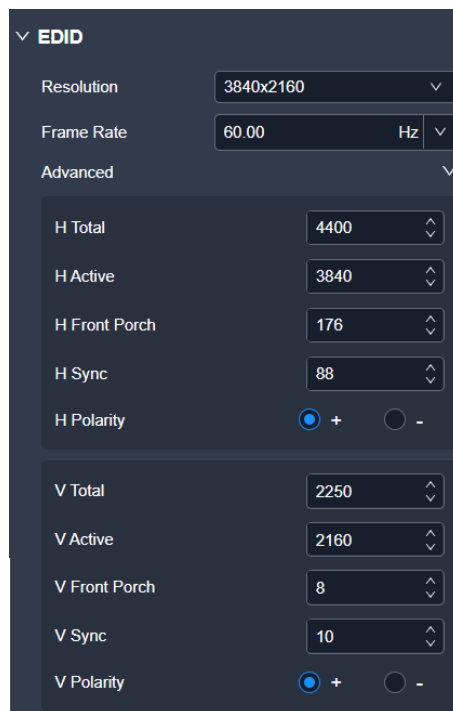 EDID
Resolution 3840x2160
Frame Rate 60.00 Hz
Advanced
H Total 4400
H Active 3840
H Front Porch 176
H Sync 88
H Polarity + -
V Total 2250
V Active 2160
V Front Porch 8
V Sync 10
V Polarity + -